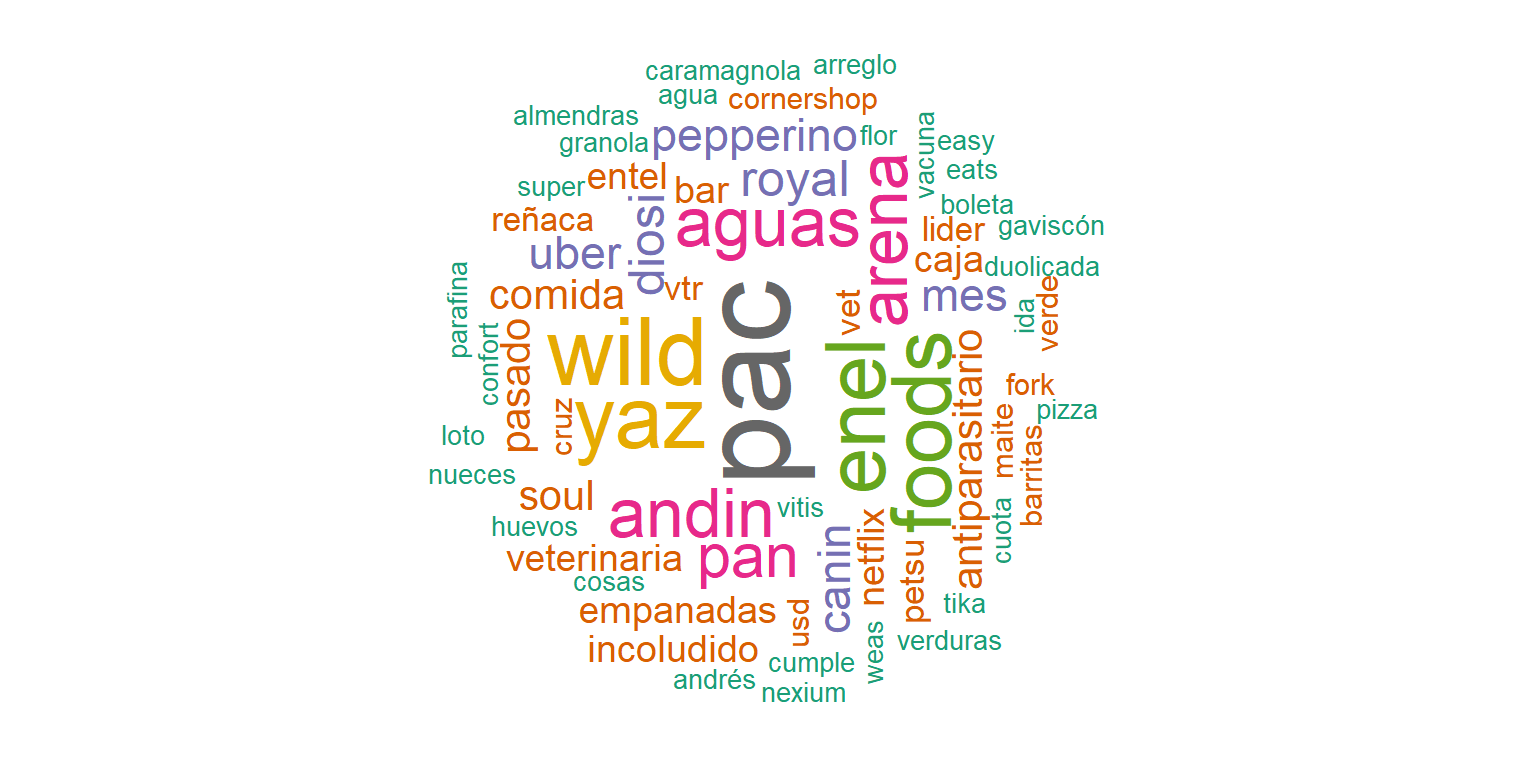 caramagnola
arreglo
agua
cornershop
almendras
granola
pepperino
flor
vacuna
easy
super
entel
bar
royal
arena
eats
boleta
reñaca
diosi
aguas
lider
gaviscón
uber
caja
duolicada
parafina
comida
vtr
vet
mes
ida
verde
confort
pasado
wild
pac
enel
foods
antiparasitario
fork
loto
cruz
yaz
maite
pizza
nueces
soul
andin
vitis
barritas
huevos
veterinaria
pan
canin
netflix
petsu
cuota
cosas
empanadas
usd
tika
incoludido
cumple
weas
verduras
andrés
nexium